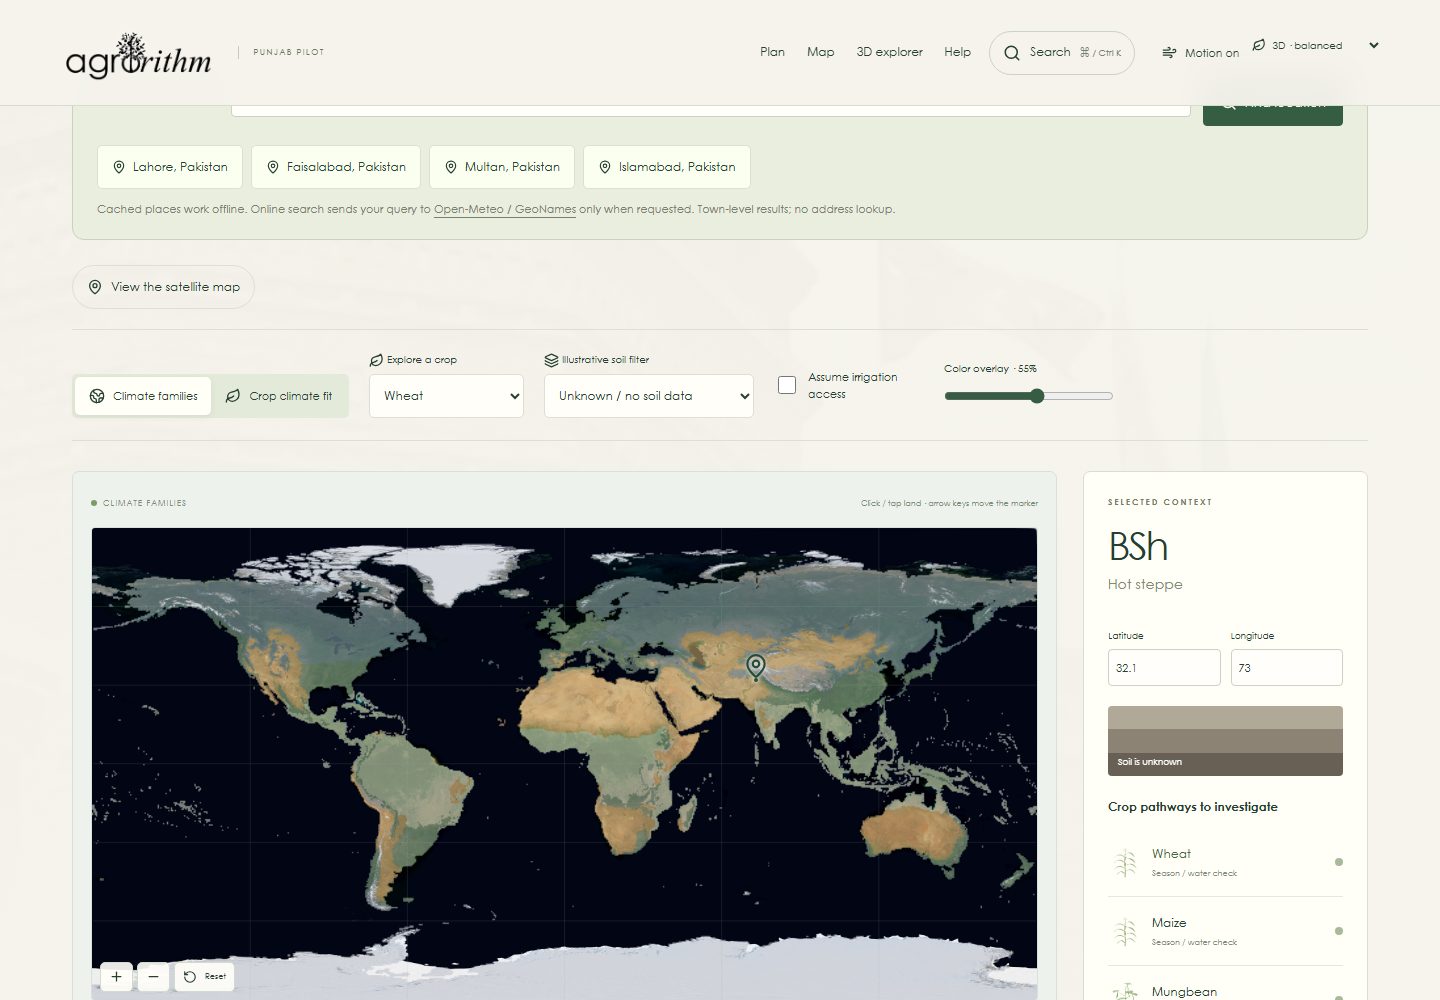 agrorithm
PUNJAB PILOT
Plan
Map
3D explorer
Help
Search ⌘ / Ctrl K
Motion on
3D · balanced
Lahore, Pakistan
Faisalabad, Pakistan
Multan, Pakistan
Islamabad, Pakistan
Cached places work offline. Online search sends your query to Open-Meteo / GeoNames only when requested. Town-level results; no address lookup.
View the satellite map
Climate families
Crop climate fit
Explore a crop
Wheat
Illustrative soil filter
Unknown / no soil data
Assume irrigation
access
Color overlay · 55%
CLIMATE FAMILIES
Click / tap land · arrow keys move the marker
Reset
SELECTED CONTEXT
BSh
Hot steppe
Latitude
Longitude
32.1
73
Soil is unknown
Crop pathways to investigate
Wheat
Season / water check
Maize
Season / water check
Mungbean